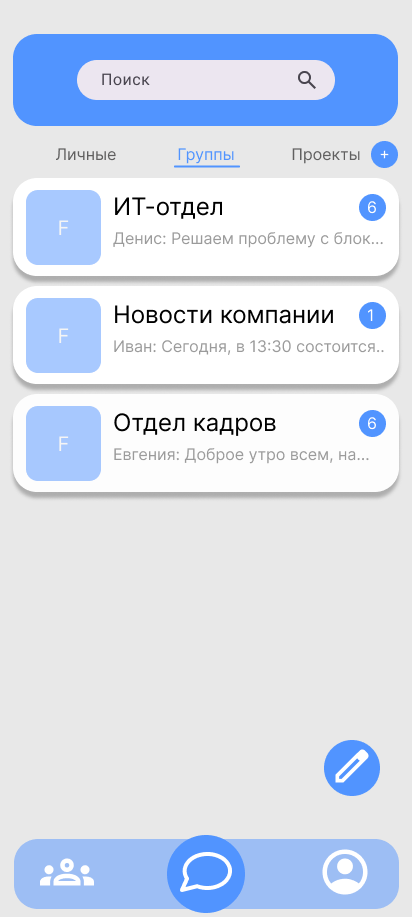 Поиск
Личные Группы Проекты +
F
ИТ-отдел 6
Денис: Решаем проблему с блок...
F
Новости компании 1
Иван: Сегодня, в 13:30 состоится..
F
Отдел кадров 6
Евгения: Доброе утро всем, на...